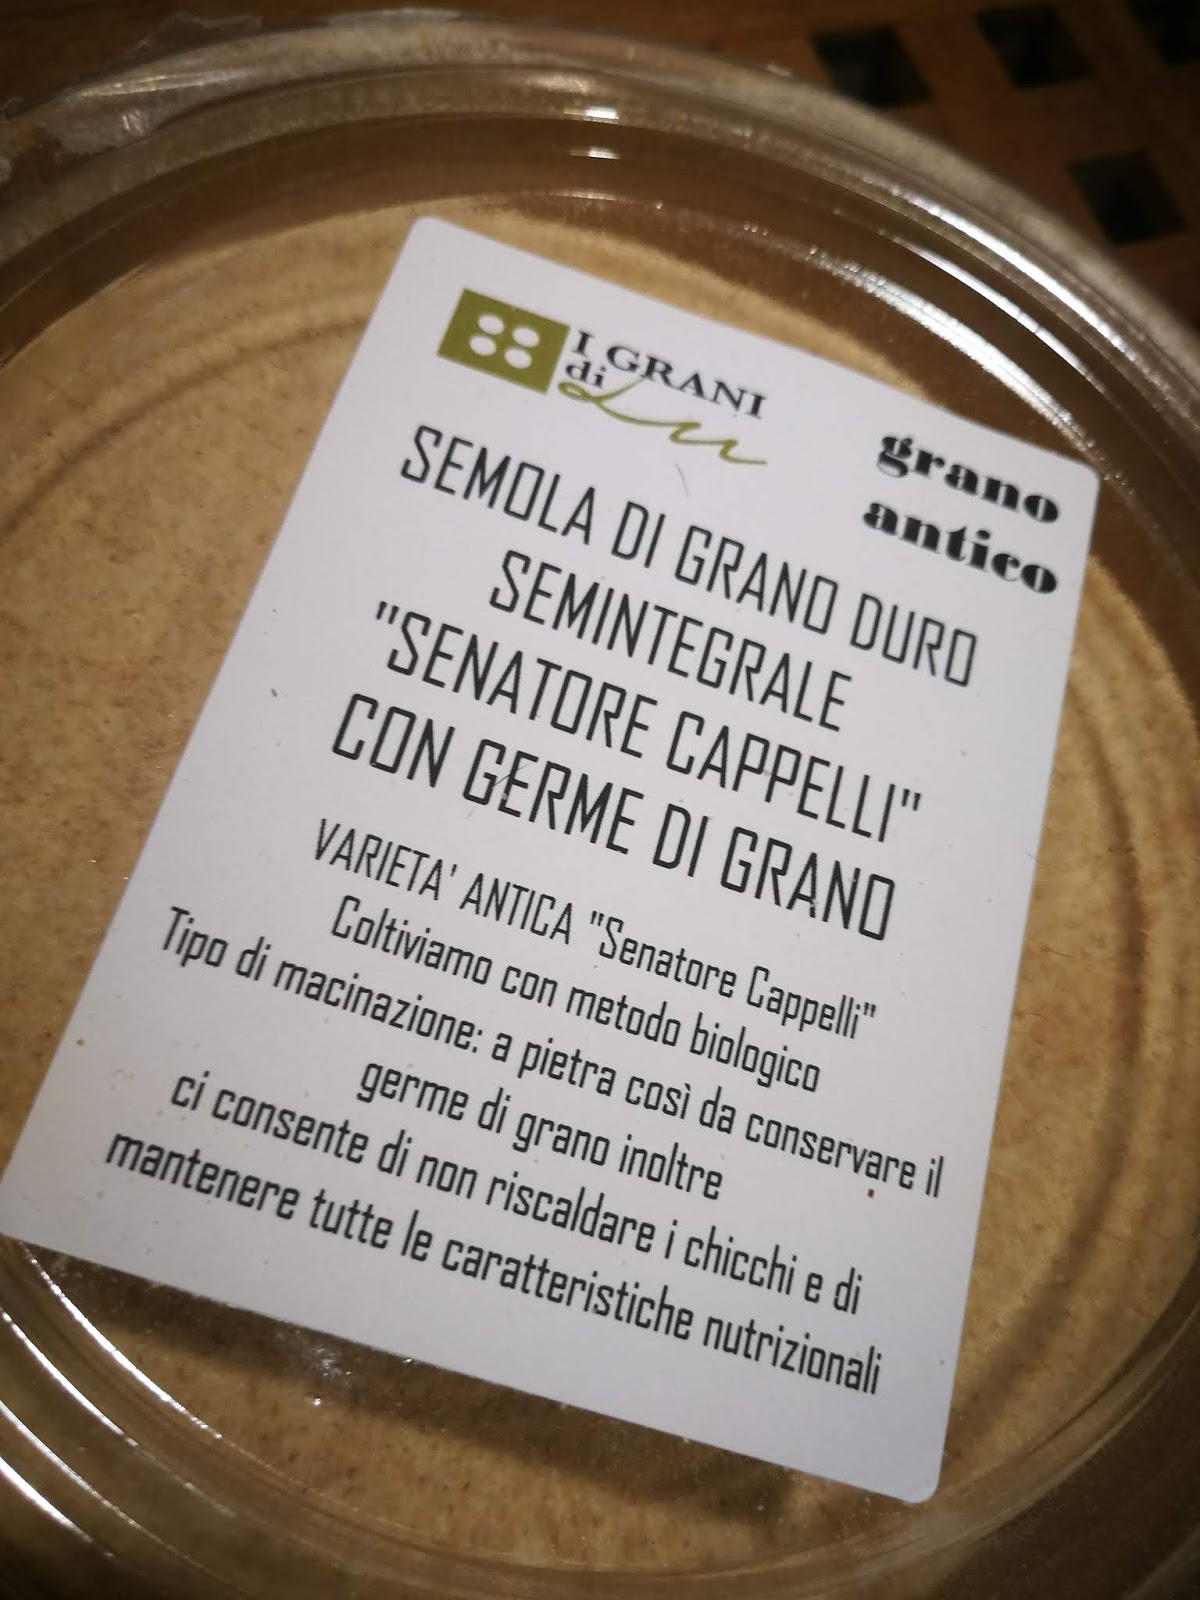 I GRANI
di Lu
grano
antico
SEMOLA DI GRANO DURO
SEMINTEGRALE
"SENATORE CAPPELLI"
CON GERME DI GRANO
VARIETA' ANTICA "Senatore Cappelli"
Coltiviamo con metodo biologico
Tipo di macinazione: a pietra così da conservare il
germe di grano inoltre
ci consente di non riscaldare i chicchi e di
mantenere tutte le caratteristiche nutrizionali